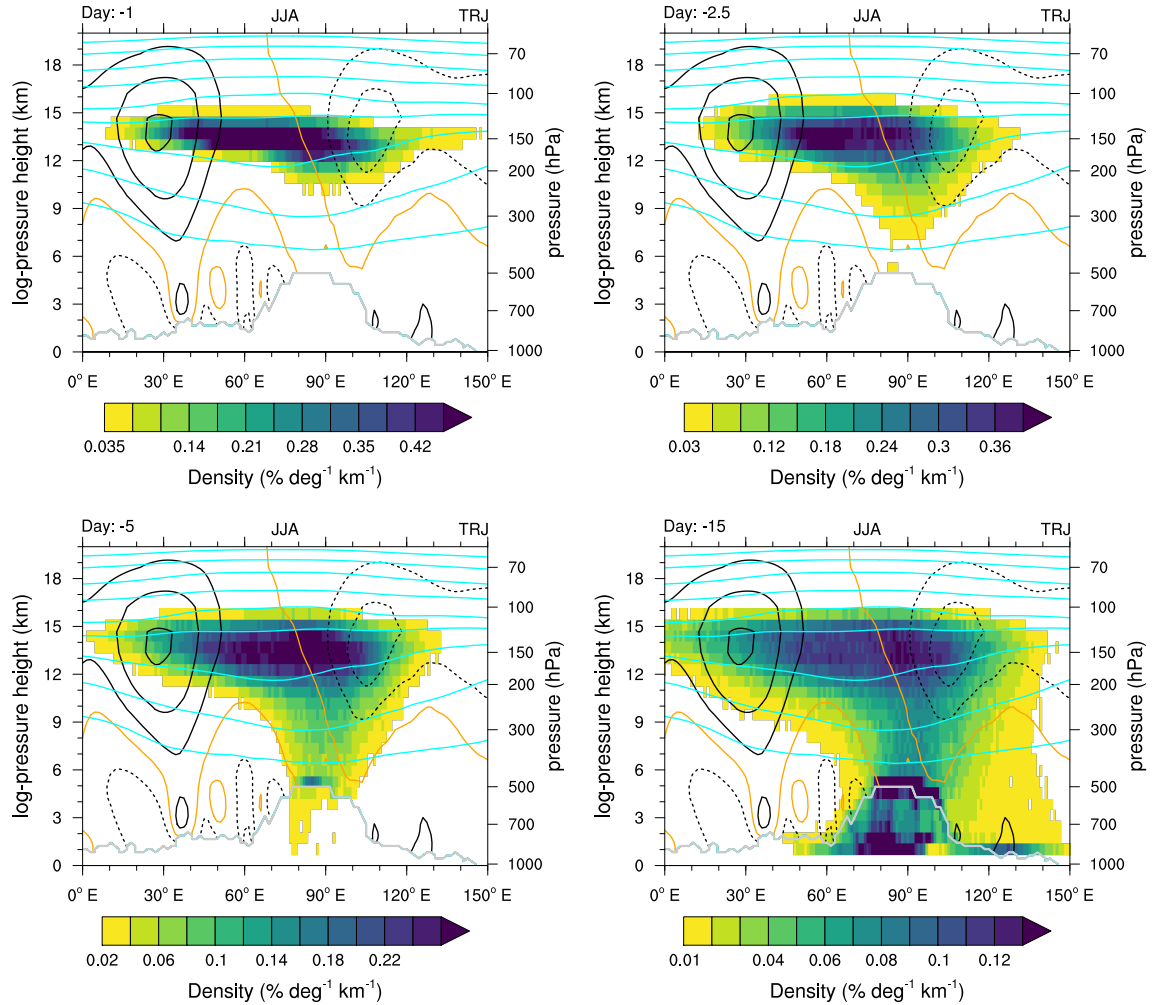 Day: -1 JJA TRJ
18
15
12
9
6
3
0
log-pressure height (km)
70
100
150
200
300
500
700
1000
pressure (hPa)
0° E 30° E 60° E 90° E 120° E 150° E
0.035 0.14 0.21 0.28 0.35 0.42
Density (% deg⁻¹ km⁻¹)
Day: -2.5 JJA TRJ
18
15
12
9
6
3
0
log-pressure height (km)
70
100
150
200
300
500
700
1000
pressure (hPa)
0° E 30° E 60° E 90° E 120° E 150° E
0.03 0.12 0.18 0.24 0.3 0.36
Density (% deg⁻¹ km⁻¹)
Day: -5 JJA TRJ
18
15
12
9
6
3
0
log-pressure height (km)
70
100
150
200
300
500
700
1000
pressure (hPa)
0° E 30° E 60° E 90° E 120° E 150° E
0.02 0.06 0.1 0.14 0.18 0.22
Density (% deg⁻¹ km⁻¹)
Day: -15 JJA TRJ
18
15
12
9
6
3
0
log-pressure height (km)
70
100
150
200
300
500
700
1000
pressure (hPa)
0° E 30° E 60° E 90° E 120° E 150° E
0.01 0.04 0.06 0.08 0.1 0.12
Density (% deg⁻¹ km⁻¹)